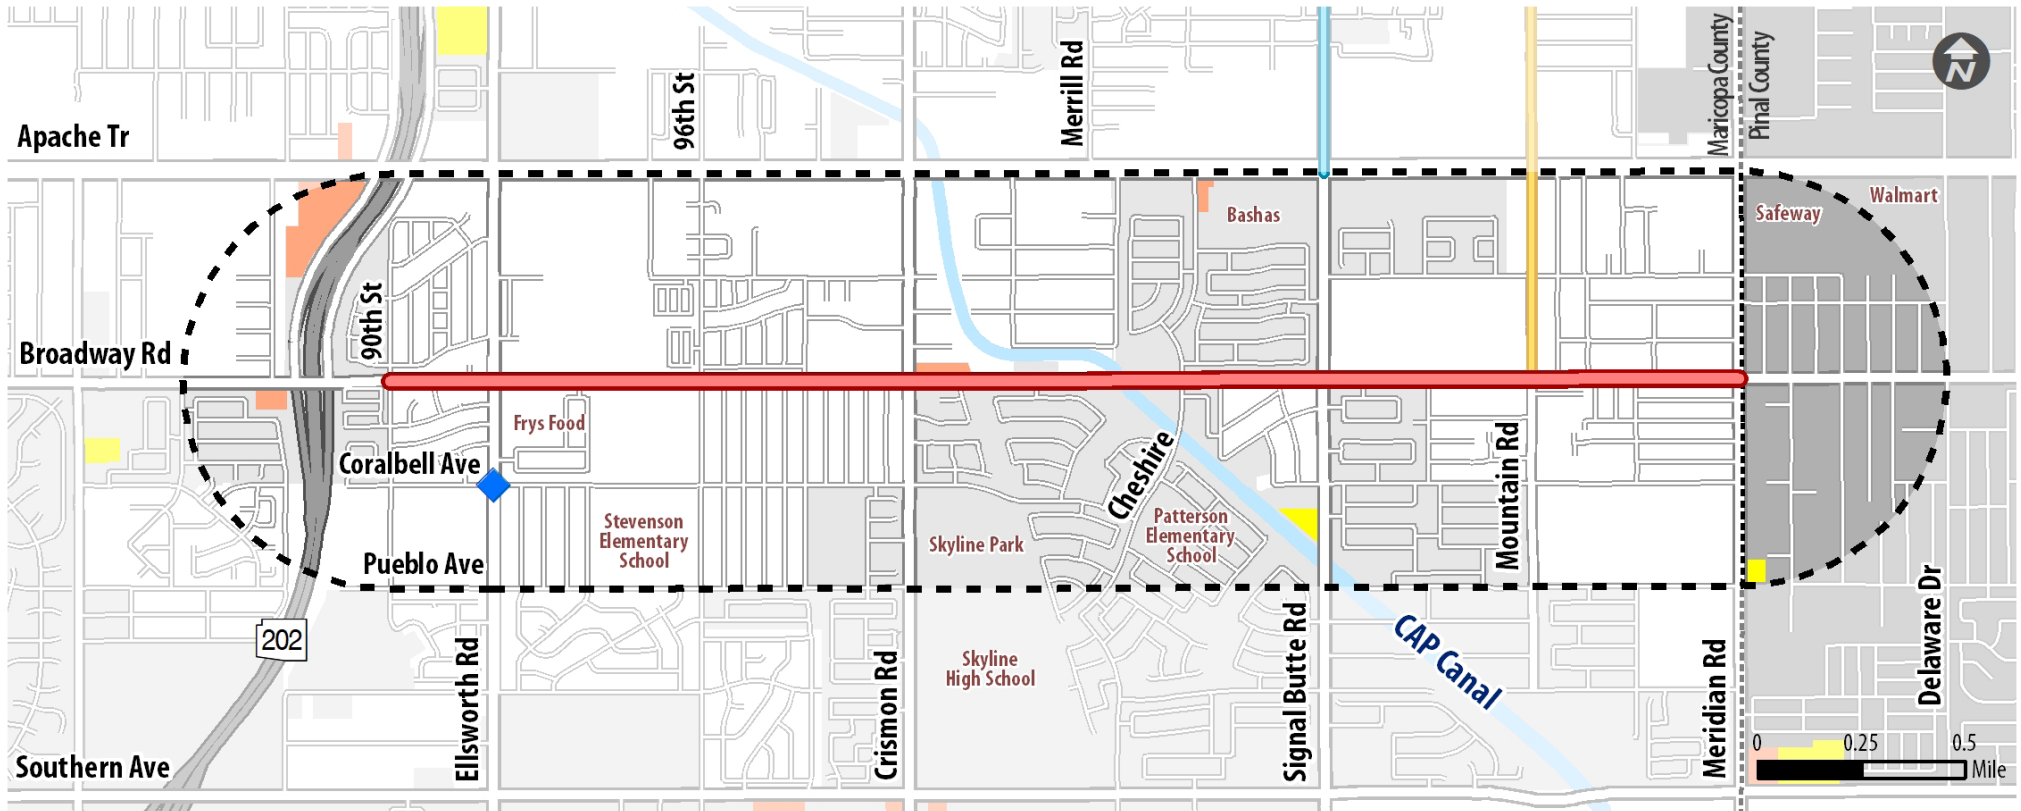 Apache Tr
96th St
Merrill Rd
Maricopa County
Pinal County
N
Bashas
Safeway
Walmart
90th St
Broadway Rd
Frys Food
Coralbell Ave
Cheshire
Mountain Rd
Stevenson
Elementary
School
Skyline Park
Patterson
Elementary
School
Pueblo Ave
202
Ellsworth Rd
Crismon Rd
Skyline
High School
Signal Butte Rd
CAP Canal
Meridian Rd
Delaware Dr
Southern Ave
0 0.25 0.5
Mile